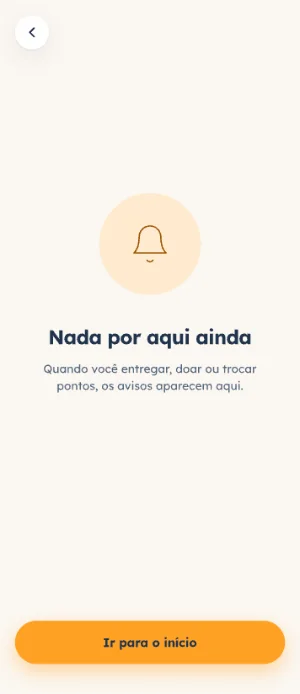 Nada por aqui ainda
Quando você entregar, doar ou trocar
pontos, os avisos aparecem aqui.
Ir para o início